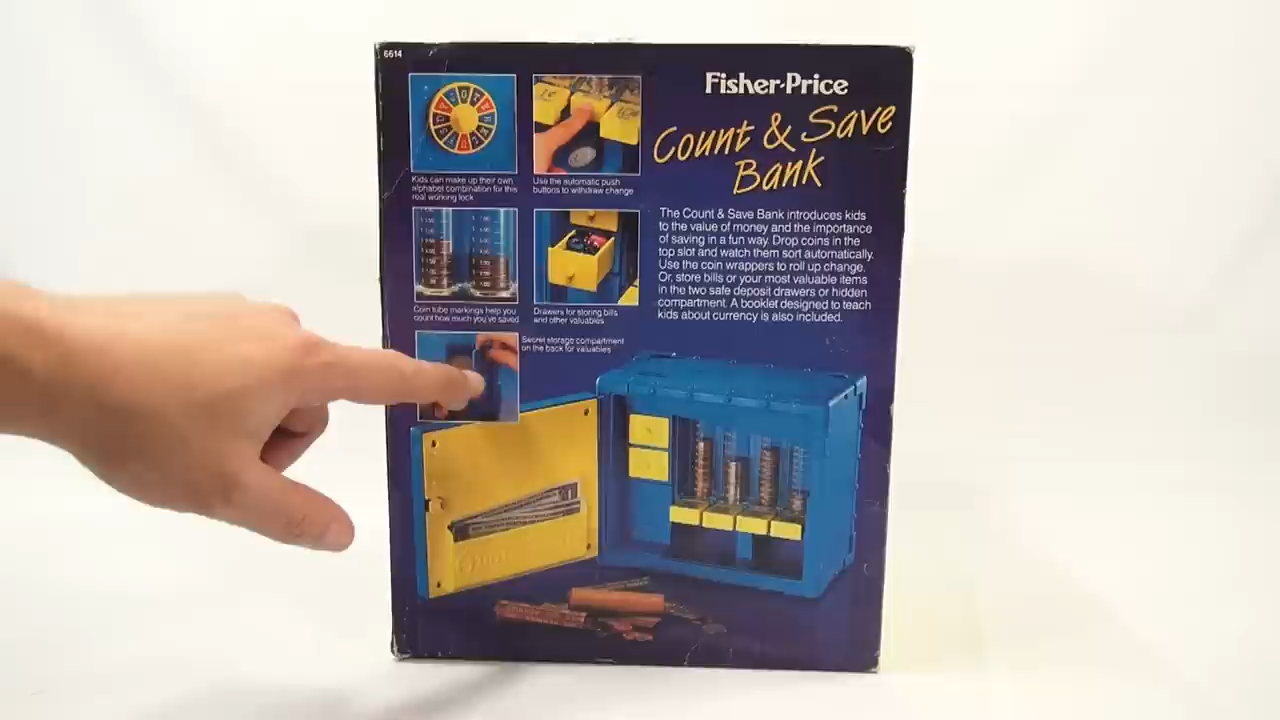 6614
Fisher-Price
Count & Save
Bank
Kids can make up their own
alphabet combination for this
real working lock
Use the automatic push
buttons to withdraw change
The Count & Save Bank introduces kids
to the value of money and the importance
of saving in a fun way. Drop coins in the
top slot and watch them sort automatically.
Use the coin wrappers to roll up change.
Or, store bills or your most valuable items
in the two safe deposit drawers or hidden
compartment. A booklet designed to teach
kids about currency is also included.
Coin tube markings help you
count how much you've saved
Drawers for storing bills
and other valuables
Secret storage compartment
on the back for valuables